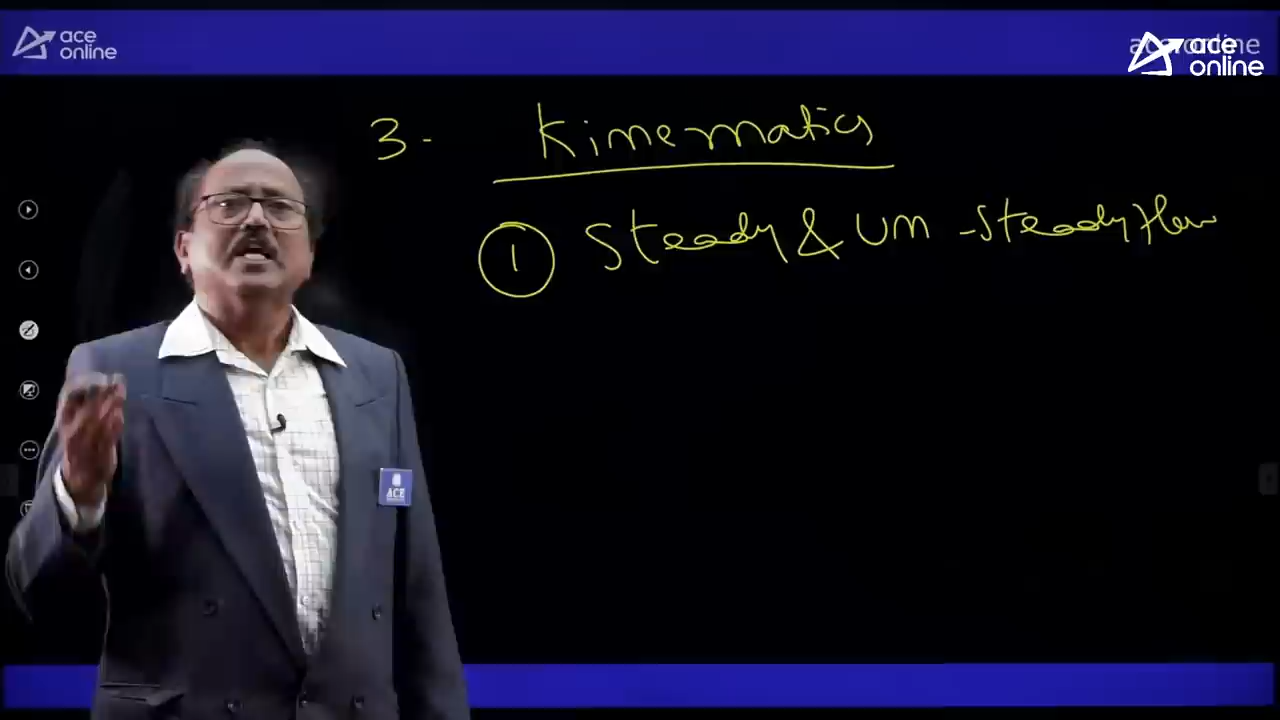 ace
online
ace
online
3. Kinematics
① Steady & un-steady flow
ACE